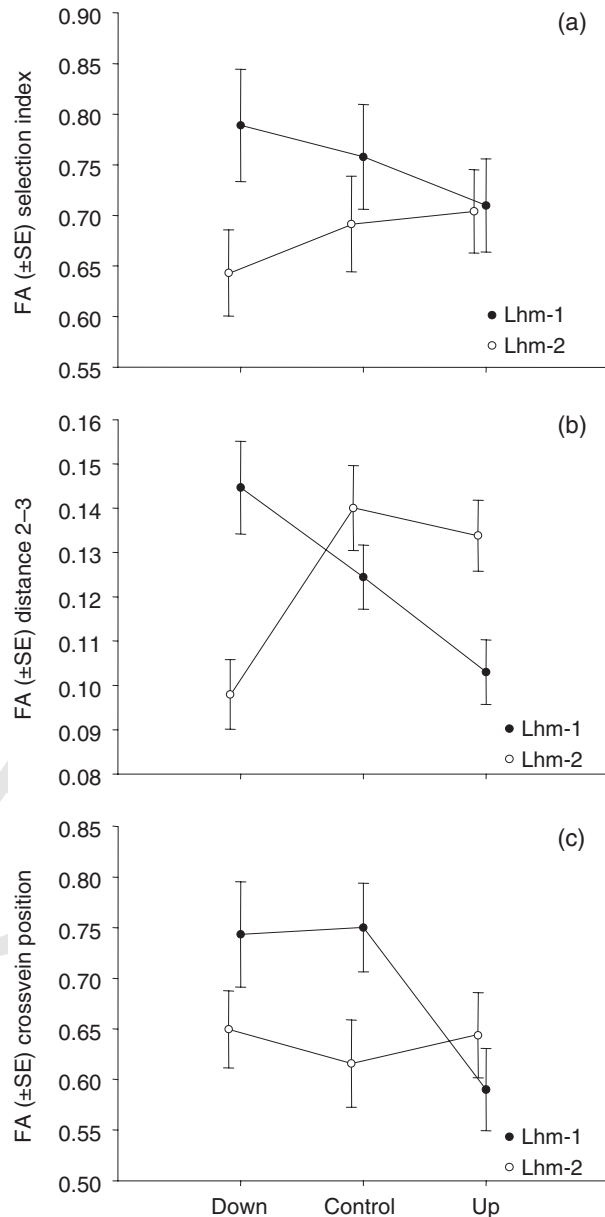 (a)
FA (±SE) selection index
0.90
0.85
0.80
0.75
0.70
0.65
0.60
0.55
Lhm-1
Lhm-2
(b)
FA (±SE) distance 2–3
0.16
0.15
0.14
0.13
0.12
0.11
0.10
0.09
0.08
Lhm-1
Lhm-2
(c)
FA (±SE) crossvein position
0.85
0.80
0.75
0.70
0.65
0.60
0.55
0.50
Lhm-1
Lhm-2
Down Control Up